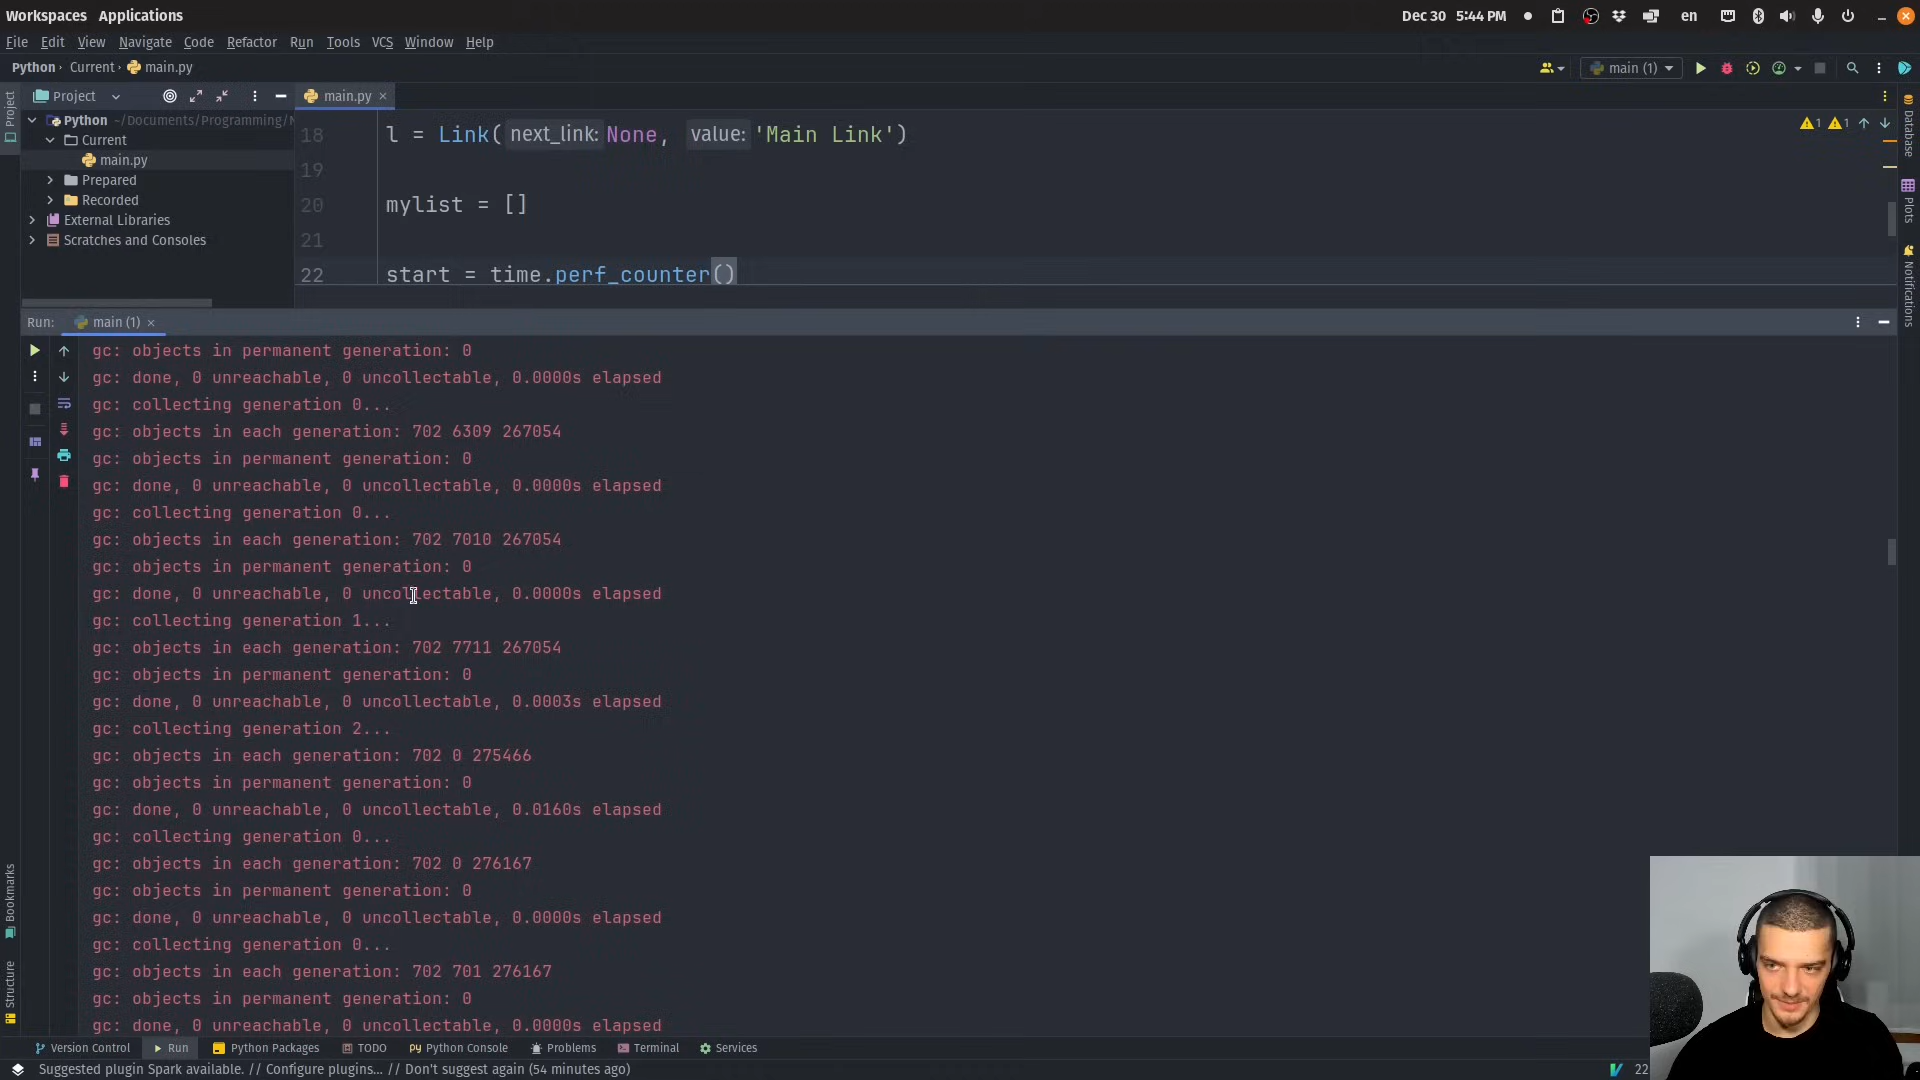 Workspaces Applications Dec 30 5:44 PM en
File Edit View Navigate Code Refactor Run Tools VCS Window Help
Python Current main.py main (1)
Project main.py
Project
Python ~/Documents/Programming/N
Current
main.py
Prepared
Recorded
External Libraries
Scratches and Consoles
18 l = Link(next_link: None, value: 'Main Link')
19
20 mylist = []
21
22 start = time.perf_counter()
1 1
Database
Plots
Notifications
Run: main (1)
gc: objects in permanent generation: 0
gc: done, 0 unreachable, 0 uncollectable, 0.0000s elapsed
gc: collecting generation 0...
gc: objects in each generation: 702 6309 267054
gc: objects in permanent generation: 0
gc: done, 0 unreachable, 0 uncollectable, 0.0000s elapsed
gc: collecting generation 0...
gc: objects in each generation: 702 7010 267054
gc: objects in permanent generation: 0
gc: done, 0 unreachable, 0 uncollectable, 0.0000s elapsed
gc: collecting generation 1...
gc: objects in each generation: 702 7711 267054
gc: objects in permanent generation: 0
gc: done, 0 unreachable, 0 uncollectable, 0.0003s elapsed
gc: collecting generation 2...
gc: objects in each generation: 702 0 275466
gc: objects in permanent generation: 0
gc: done, 0 unreachable, 0 uncollectable, 0.0160s elapsed
gc: collecting generation 0...
gc: objects in each generation: 702 0 276167
gc: objects in permanent generation: 0
gc: done, 0 unreachable, 0 uncollectable, 0.0000s elapsed
gc: collecting generation 0...
gc: objects in each generation: 702 701 276167
gc: objects in permanent generation: 0
gc: done, 0 unreachable, 0 uncollectable, 0.0000s elapsed
Bookmarks
Structure
Version Control Run Python Packages TODO Python Console Problems Terminal Services
Suggested plugin Spark available. // Configure plugins... // Don't suggest again (54 minutes ago) 22